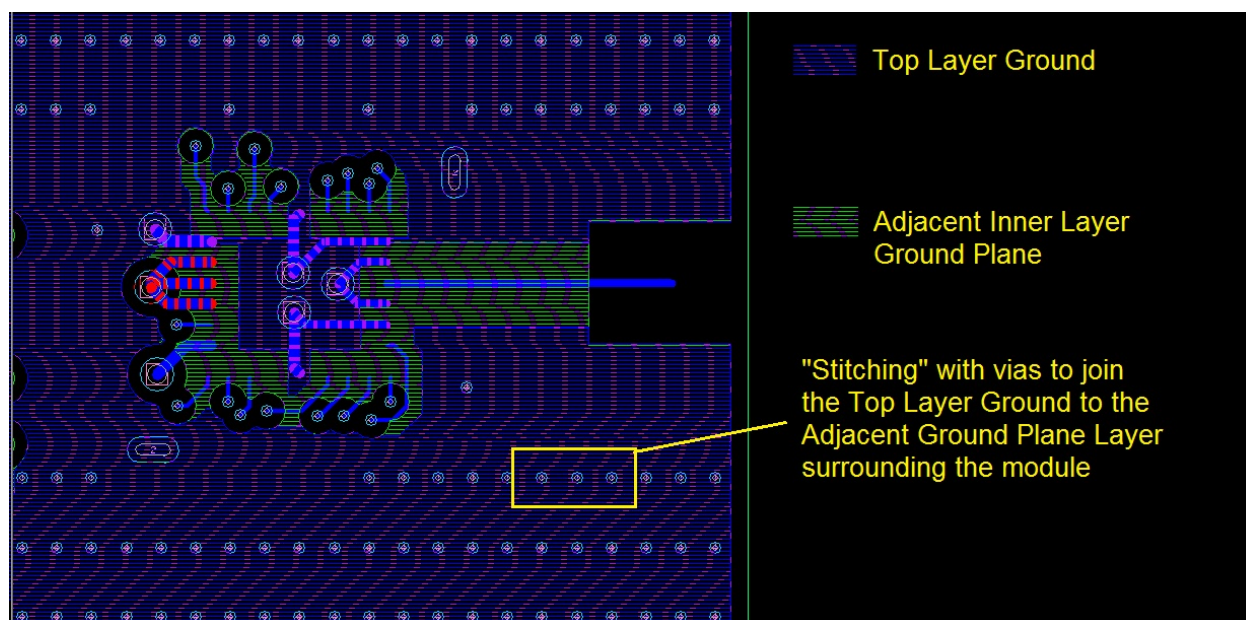 Top Layer Ground
Adjacent Inner Layer
Ground Plane
"Stitching" with vias to join
the Top Layer Ground to the
Adjacent Ground Plane Layer
surrounding the module